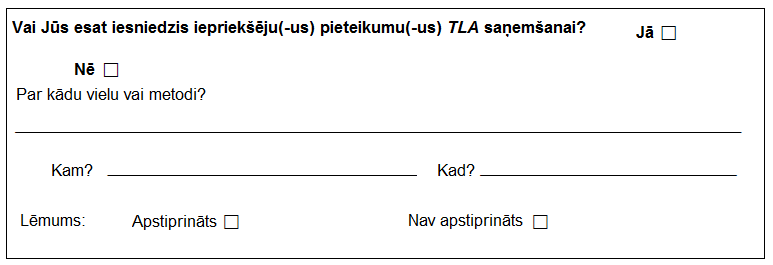 Vai Jūs esat iesniedzis iepriekšēju(-us) pieteikumu(-us) TLA saņemšanai? Jā □
Nē □
Par kādu vielu vai metodi?
Kam? Kad?
Lēmums: Apstiprināts □ Nav apstiprināts □